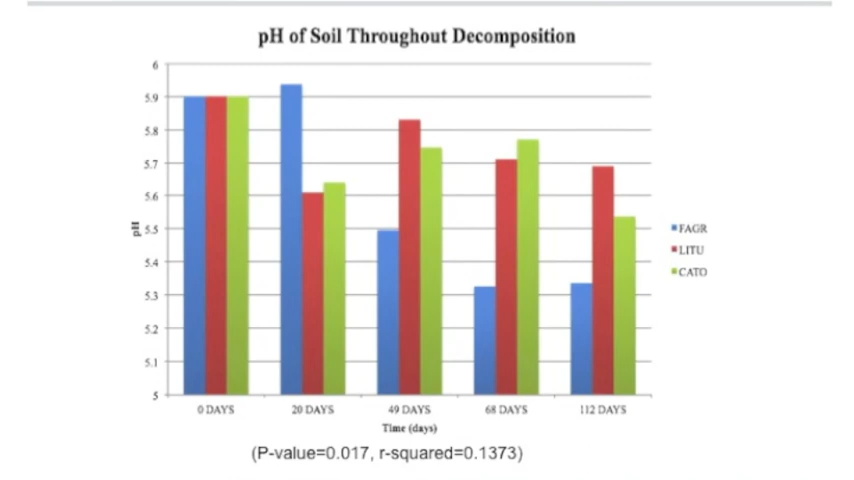 pH of Soil Throughout Decomposition
6
5.9
5.8
5.7
5.6
5.5
5.4
5.3
5.2
5.1
5
pH
0 DAYS
20 DAYS
49 DAYS
68 DAYS
112 DAYS
Time (days)
FAGR
LITU
CATO
(P-value=0.017, r-squared=0.1373)